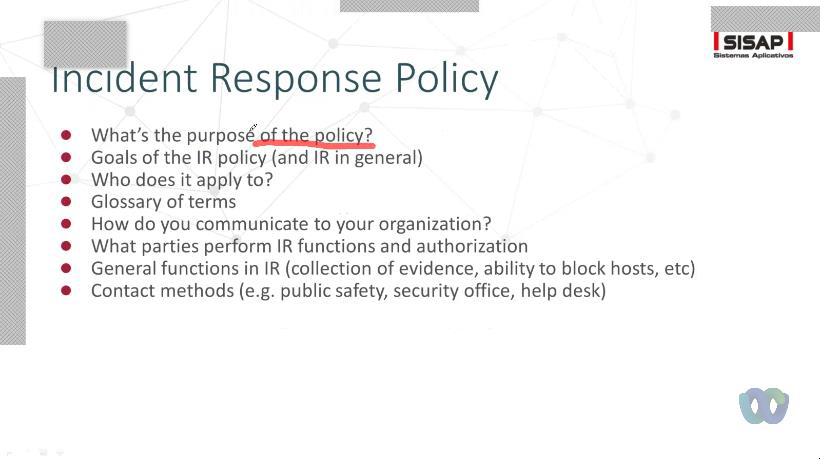 SISAP
Sistemas Aplicativos
Incident Response Policy
What's the purpose of the policy?
Goals of the IR policy (and IR in general)
Who does it apply to?
Glossary of terms
How do you communicate to your organization?
What parties perform IR functions and authorization
General functions in IR (collection of evidence, ability to block hosts, etc)
Contact methods (e.g. public safety, security office, help desk)